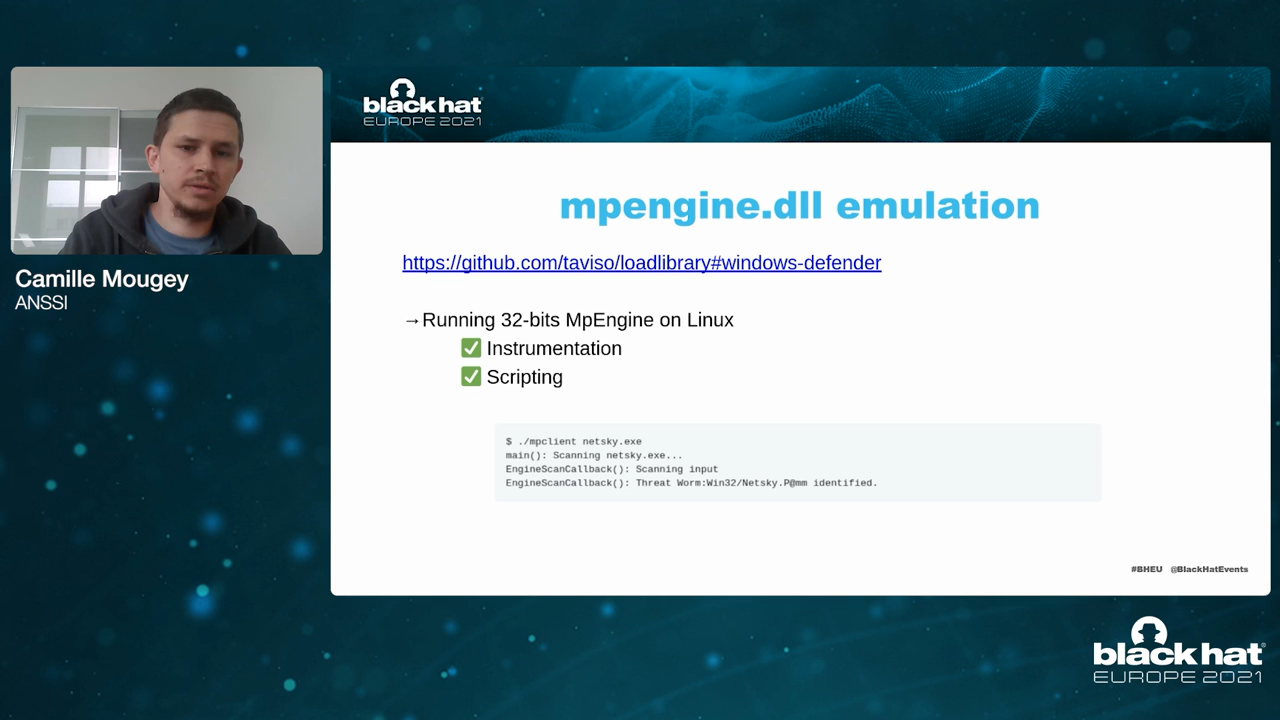 black hat
EUROPE 2021
Camille Mougey
ANSSI
mpengine.dll emulation
https://github.com/taviso/loadlibrary#windows-defender
→Running 32-bits MpEngine on Linux
✅ Instrumentation
✅ Scripting
$ ./mpclient netsky.exe
main(): Scanning netsky.exe...
EngineScanCallback(): Scanning input
EngineScanCallback(): Threat Worm:Win32/Netsky.P@mm identified.
#BHEU @BlackHatEvents
black hat®
EUROPE 2021